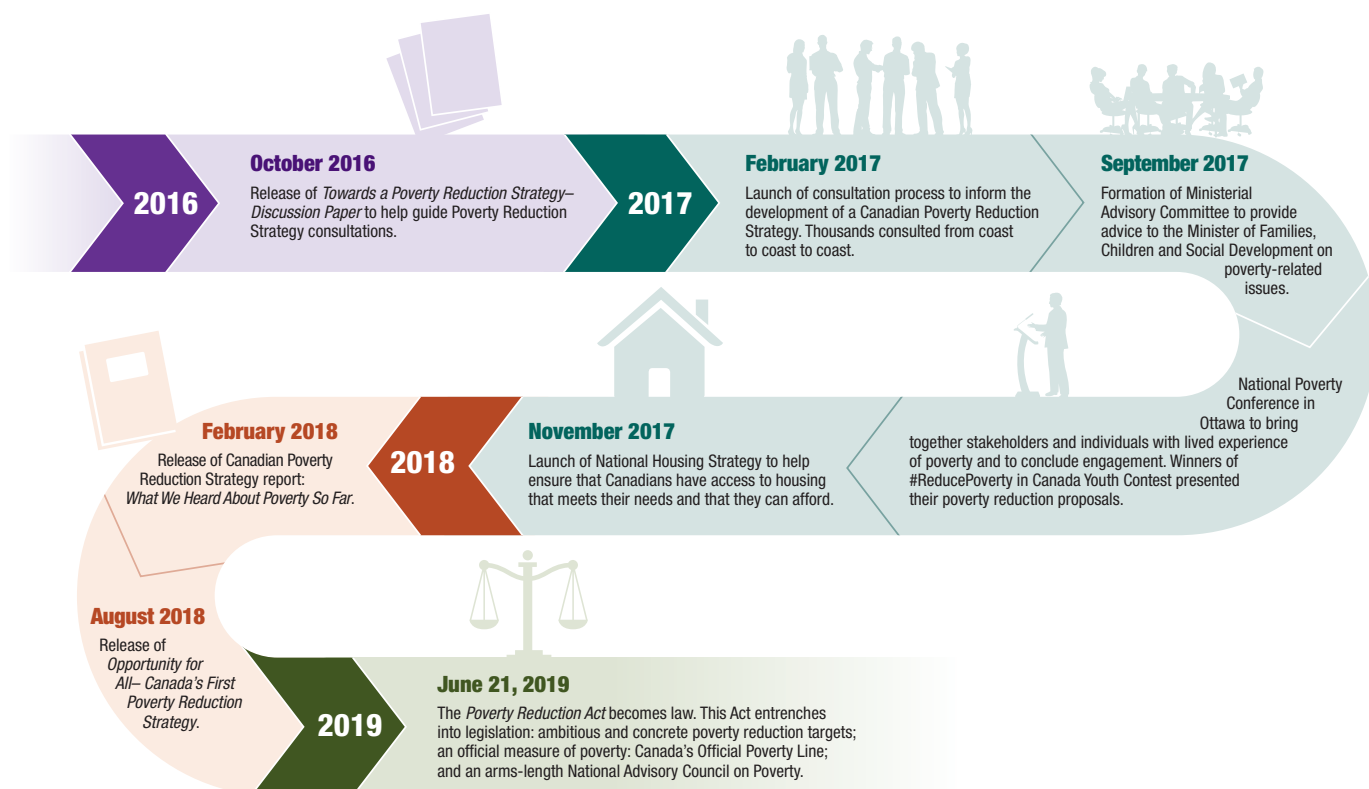 2016
October 2016
Release of Towards a Poverty Reduction Strategy–
Discussion Paper to help guide Poverty Reduction
Strategy consultations.
2017
February 2017
Launch of consultation process to inform the
development of a Canadian Poverty Reduction
Strategy. Thousands consulted from coast
to coast to coast.
September 2017
Formation of Ministerial
Advisory Committee to provide
advice to the Minister of Families,
Children and Social Development on
poverty-related
issues.
National Poverty
Conference in
Ottawa to bring
together stakeholders and individuals with lived experience
of poverty and to conclude engagement. Winners of
#ReducePoverty in Canada Youth Contest presented
their poverty reduction proposals.
November 2017
Launch of National Housing Strategy to help
ensure that Canadians have access to housing
that meets their needs and that they can afford.
2018
February 2018
Release of Canadian Poverty
Reduction Strategy report:
What We Heard About Poverty So Far.
August 2018
Release of
Opportunity for
All– Canada's First
Poverty Reduction
Strategy.
2019
June 21, 2019
The Poverty Reduction Act becomes law. This Act entrenches
into legislation: ambitious and concrete poverty reduction targets;
an official measure of poverty: Canada's Official Poverty Line;
and an arms-length National Advisory Council on Poverty.